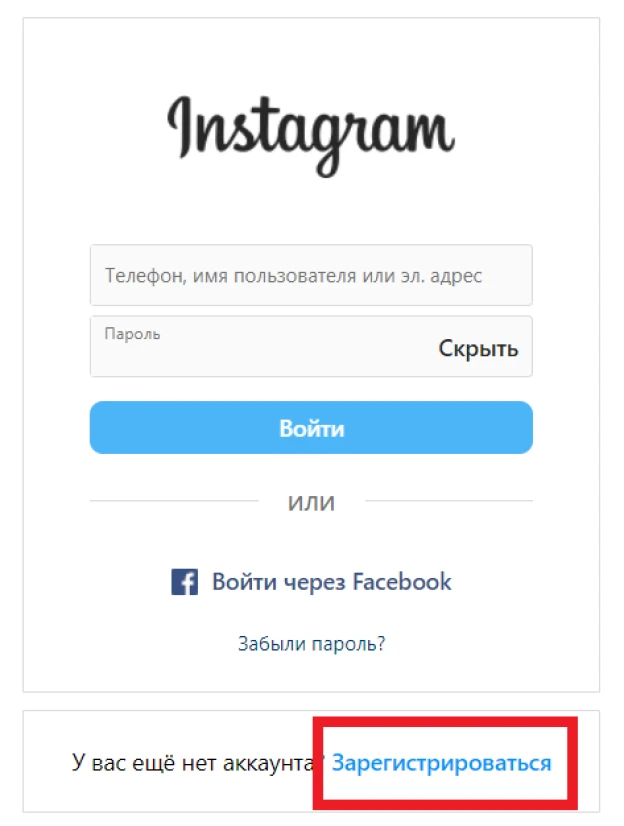 Instagram
Телефон, имя пользователя или эл. адрес
Пароль
Скрыть
Войти
ИЛИ
Войти через Facebook
Забыли пароль?
У вас ещё нет аккаунта? Зарегистрироваться